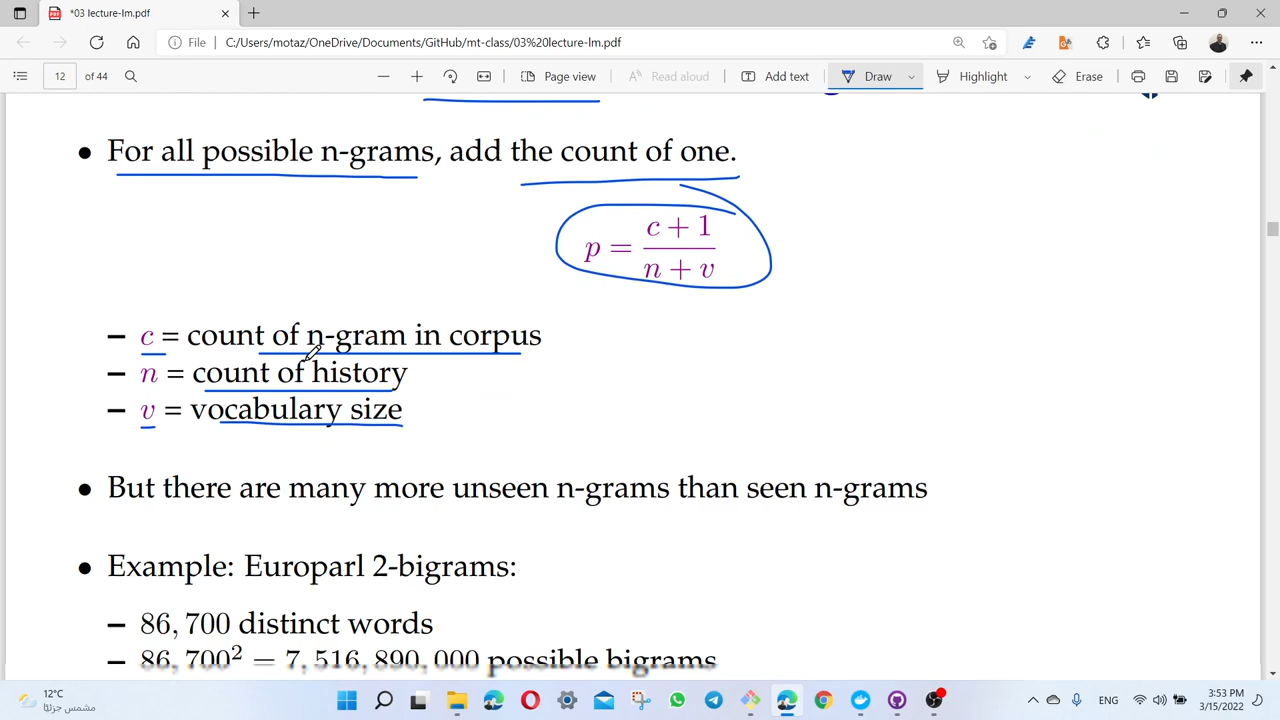 *03 lecture-lm.pdf
File
C:/Users/motaz/OneDrive/Documents/GitHub/mt-class/03%20lecture-lm.pdf
12 of 44
Page view
Read aloud
Add text
Draw
Highlight
Erase
• For all possible n-grams, add the count of one.
p = \frac{c + 1}{n + v}
– c = count of n-gram in corpus
– n = count of history
– v = vocabulary size
• But there are many more unseen n-grams than seen n-grams
• Example: Europarl 2-bigrams:
– 86, 700 distinct words
– 86, 700² = 7, 516, 890, 000 possible bigrams
12°C
مشمس جزئيًا
ENG
3:53 PM
3/15/2022